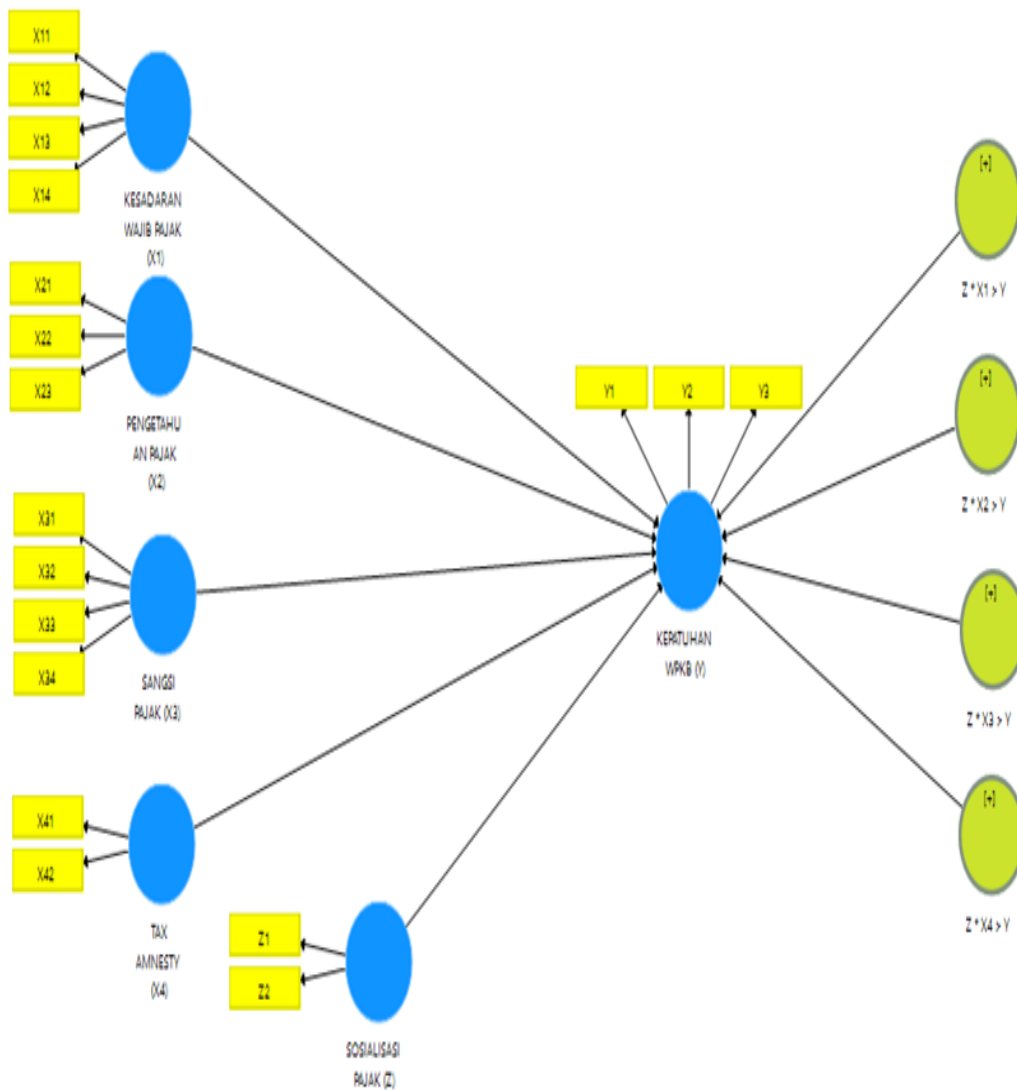 X11
X12
X13
X14
KESADARAN
WAJIB PAJAK
(X1)
X21
X22
X23
PENGETAHU
AN PAJAK
(X2)
X31
X32
X33
X34
SANGSI
PAJAK (X3)
X41
X42
TAX
AMNESTY
(X4)
Z1
Z2
SOSIALISASI
PAJAK (Z)
Y1 Y2 Y3
KEPATUHAN
WPKB (Y)
[+]
Z * X1 > Y
[+]
Z * X2 > Y
[+]
Z * X3 > Y
[+]
Z * X4 > Y